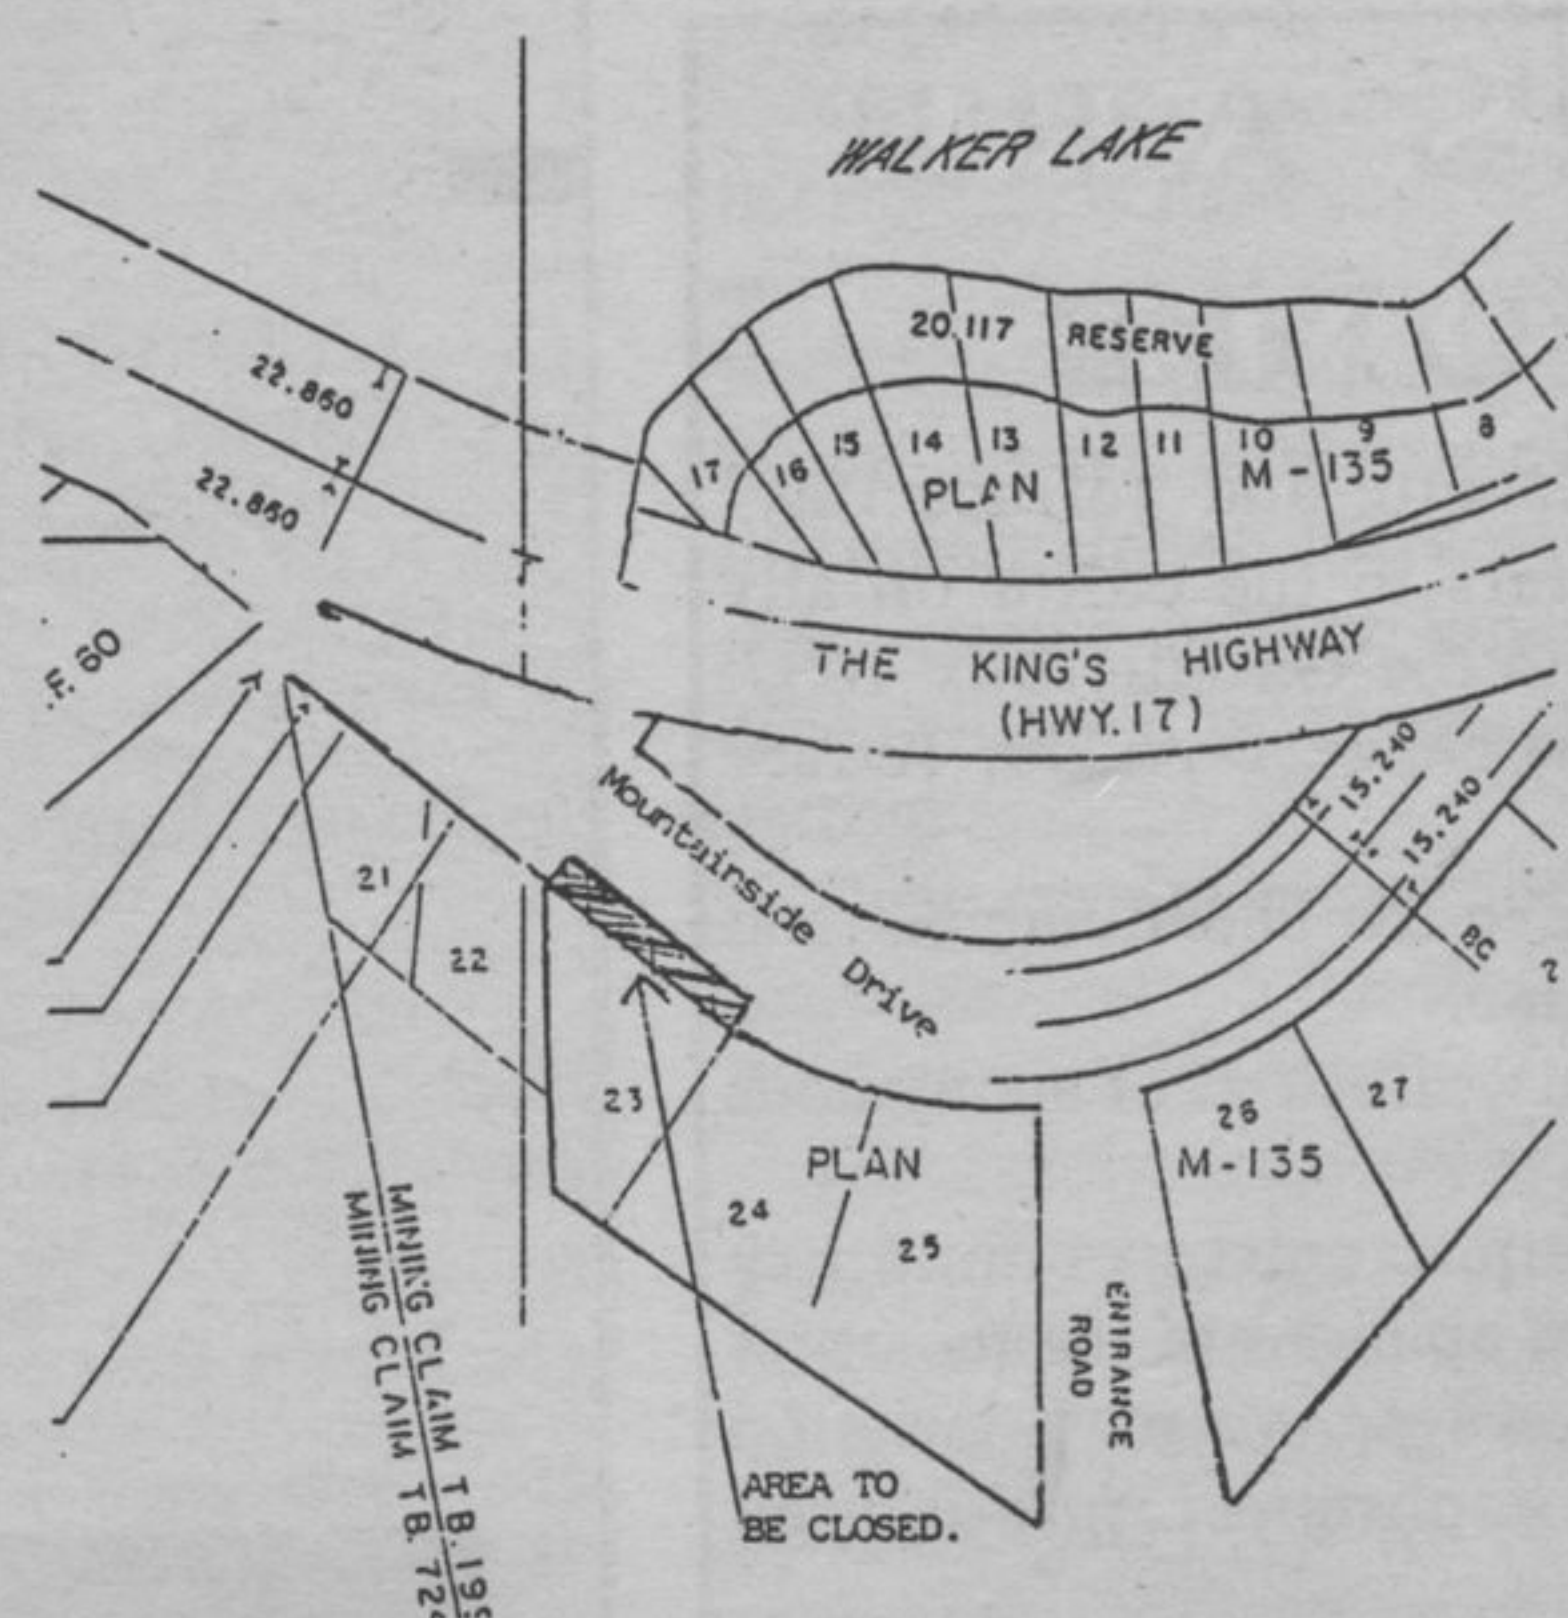 WALKER LAKE
20.117 RESERVE
22.860
22.860
17 16 15 14 13 12 11 10 9 8
PLAN M-135
THE KING'S HIGHWAY
(HWY. 17)
15.240
15.240
BC
Mountainside Drive
21
22
23
24
25
26
27
PLAN M-135
ENTRANCE
ROAD
MINING CLAIM TB.
MINING CLAIM TB.
AREA TO
BE CLOSED.